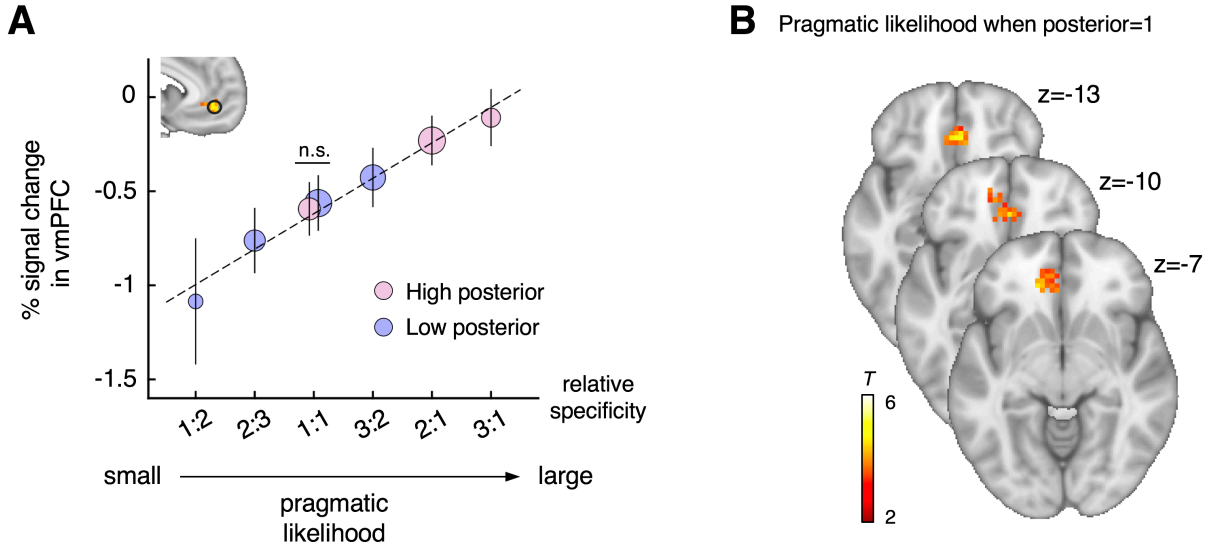 A
% signal change
in vmPFC
0
-0.5
-1
-1.5
n.s.
High posterior
Low posterior
1:2
2:3
1:1
3:2
2:1
3:1
relative
specificity
small
large
pragmatic
likelihood
B
Pragmatic likelihood when posterior=1
z=-13
z=-10
z=-7
T
6
2